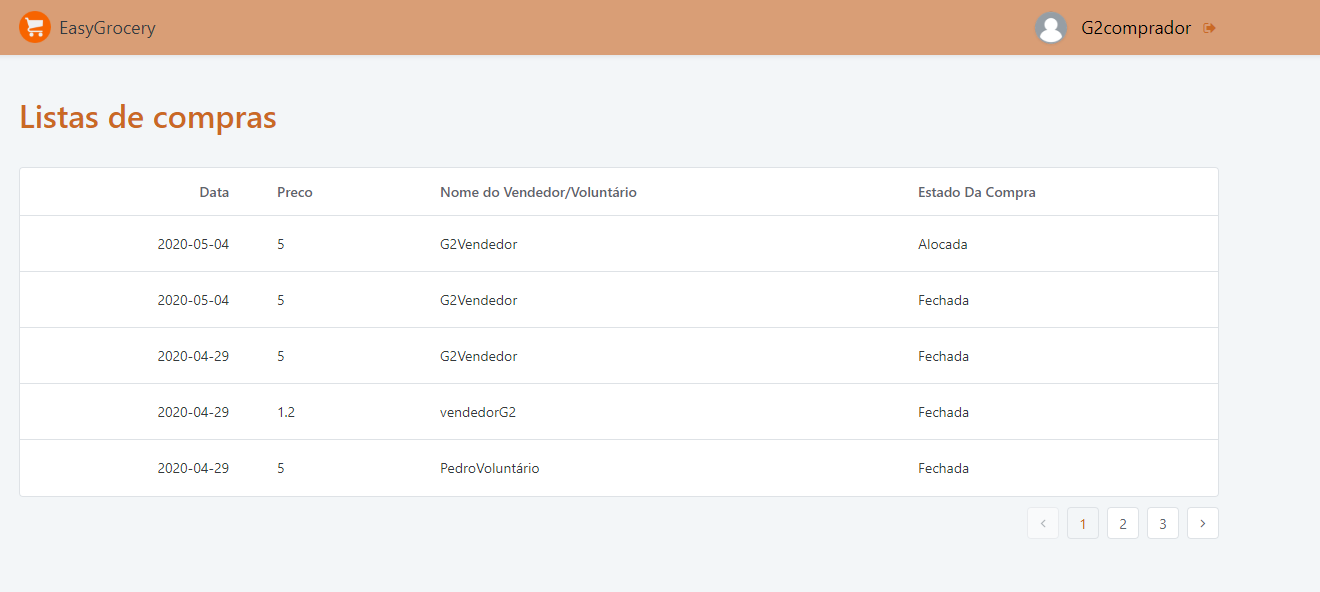 EasyGrocery G2comprador
Listas de compras
Data Preco Nome do Vendedor/Voluntário Estado Da Compra
2020-05-04 5 G2Vendedor Alocada
2020-05-04 5 G2Vendedor Fechada
2020-04-29 5 G2Vendedor Fechada
2020-04-29 1.2 vendedorG2 Fechada
2020-04-29 5 PedroVoluntário Fechada
1 2 3